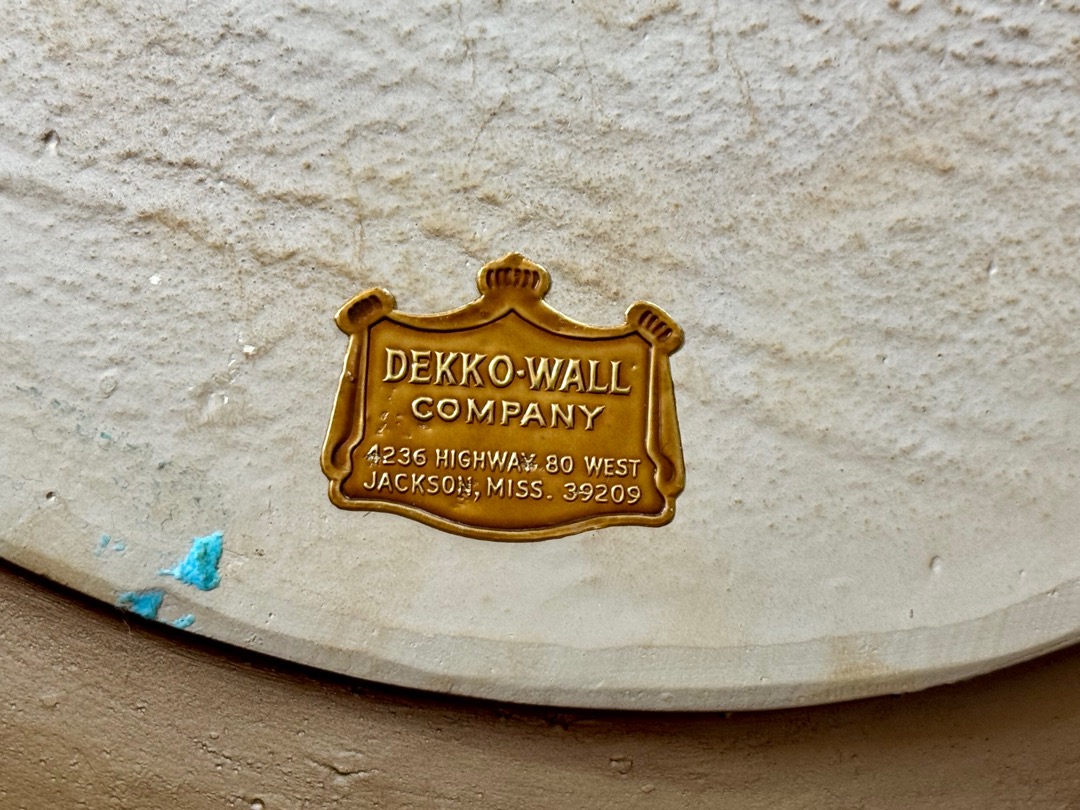 DEKKO-WALL
COMPANY
4236 HIGHWAY 80 WEST
JACKSON, MISS. 39209